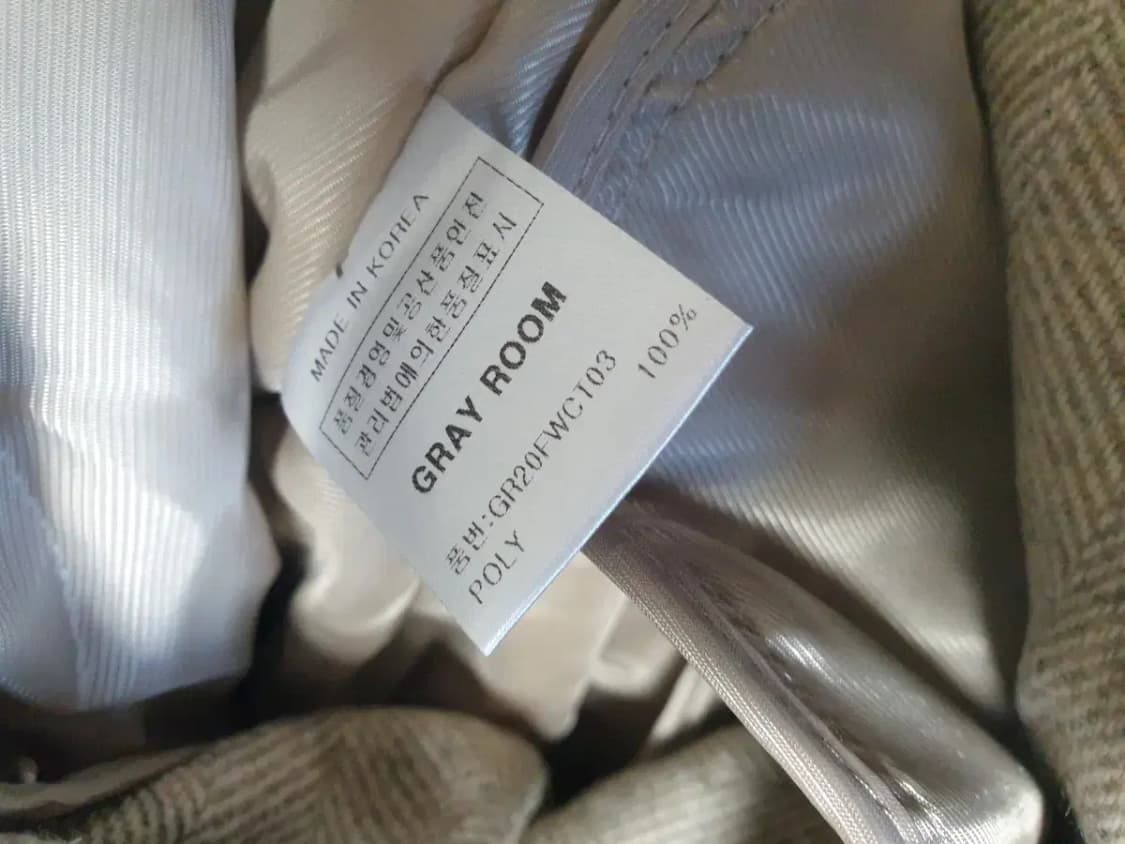 MADE IN KOREA
품질경영및공산품안전
관리법에의한품질표시
GRAY ROOM
품번:GR20FWCT03
POLY 100%